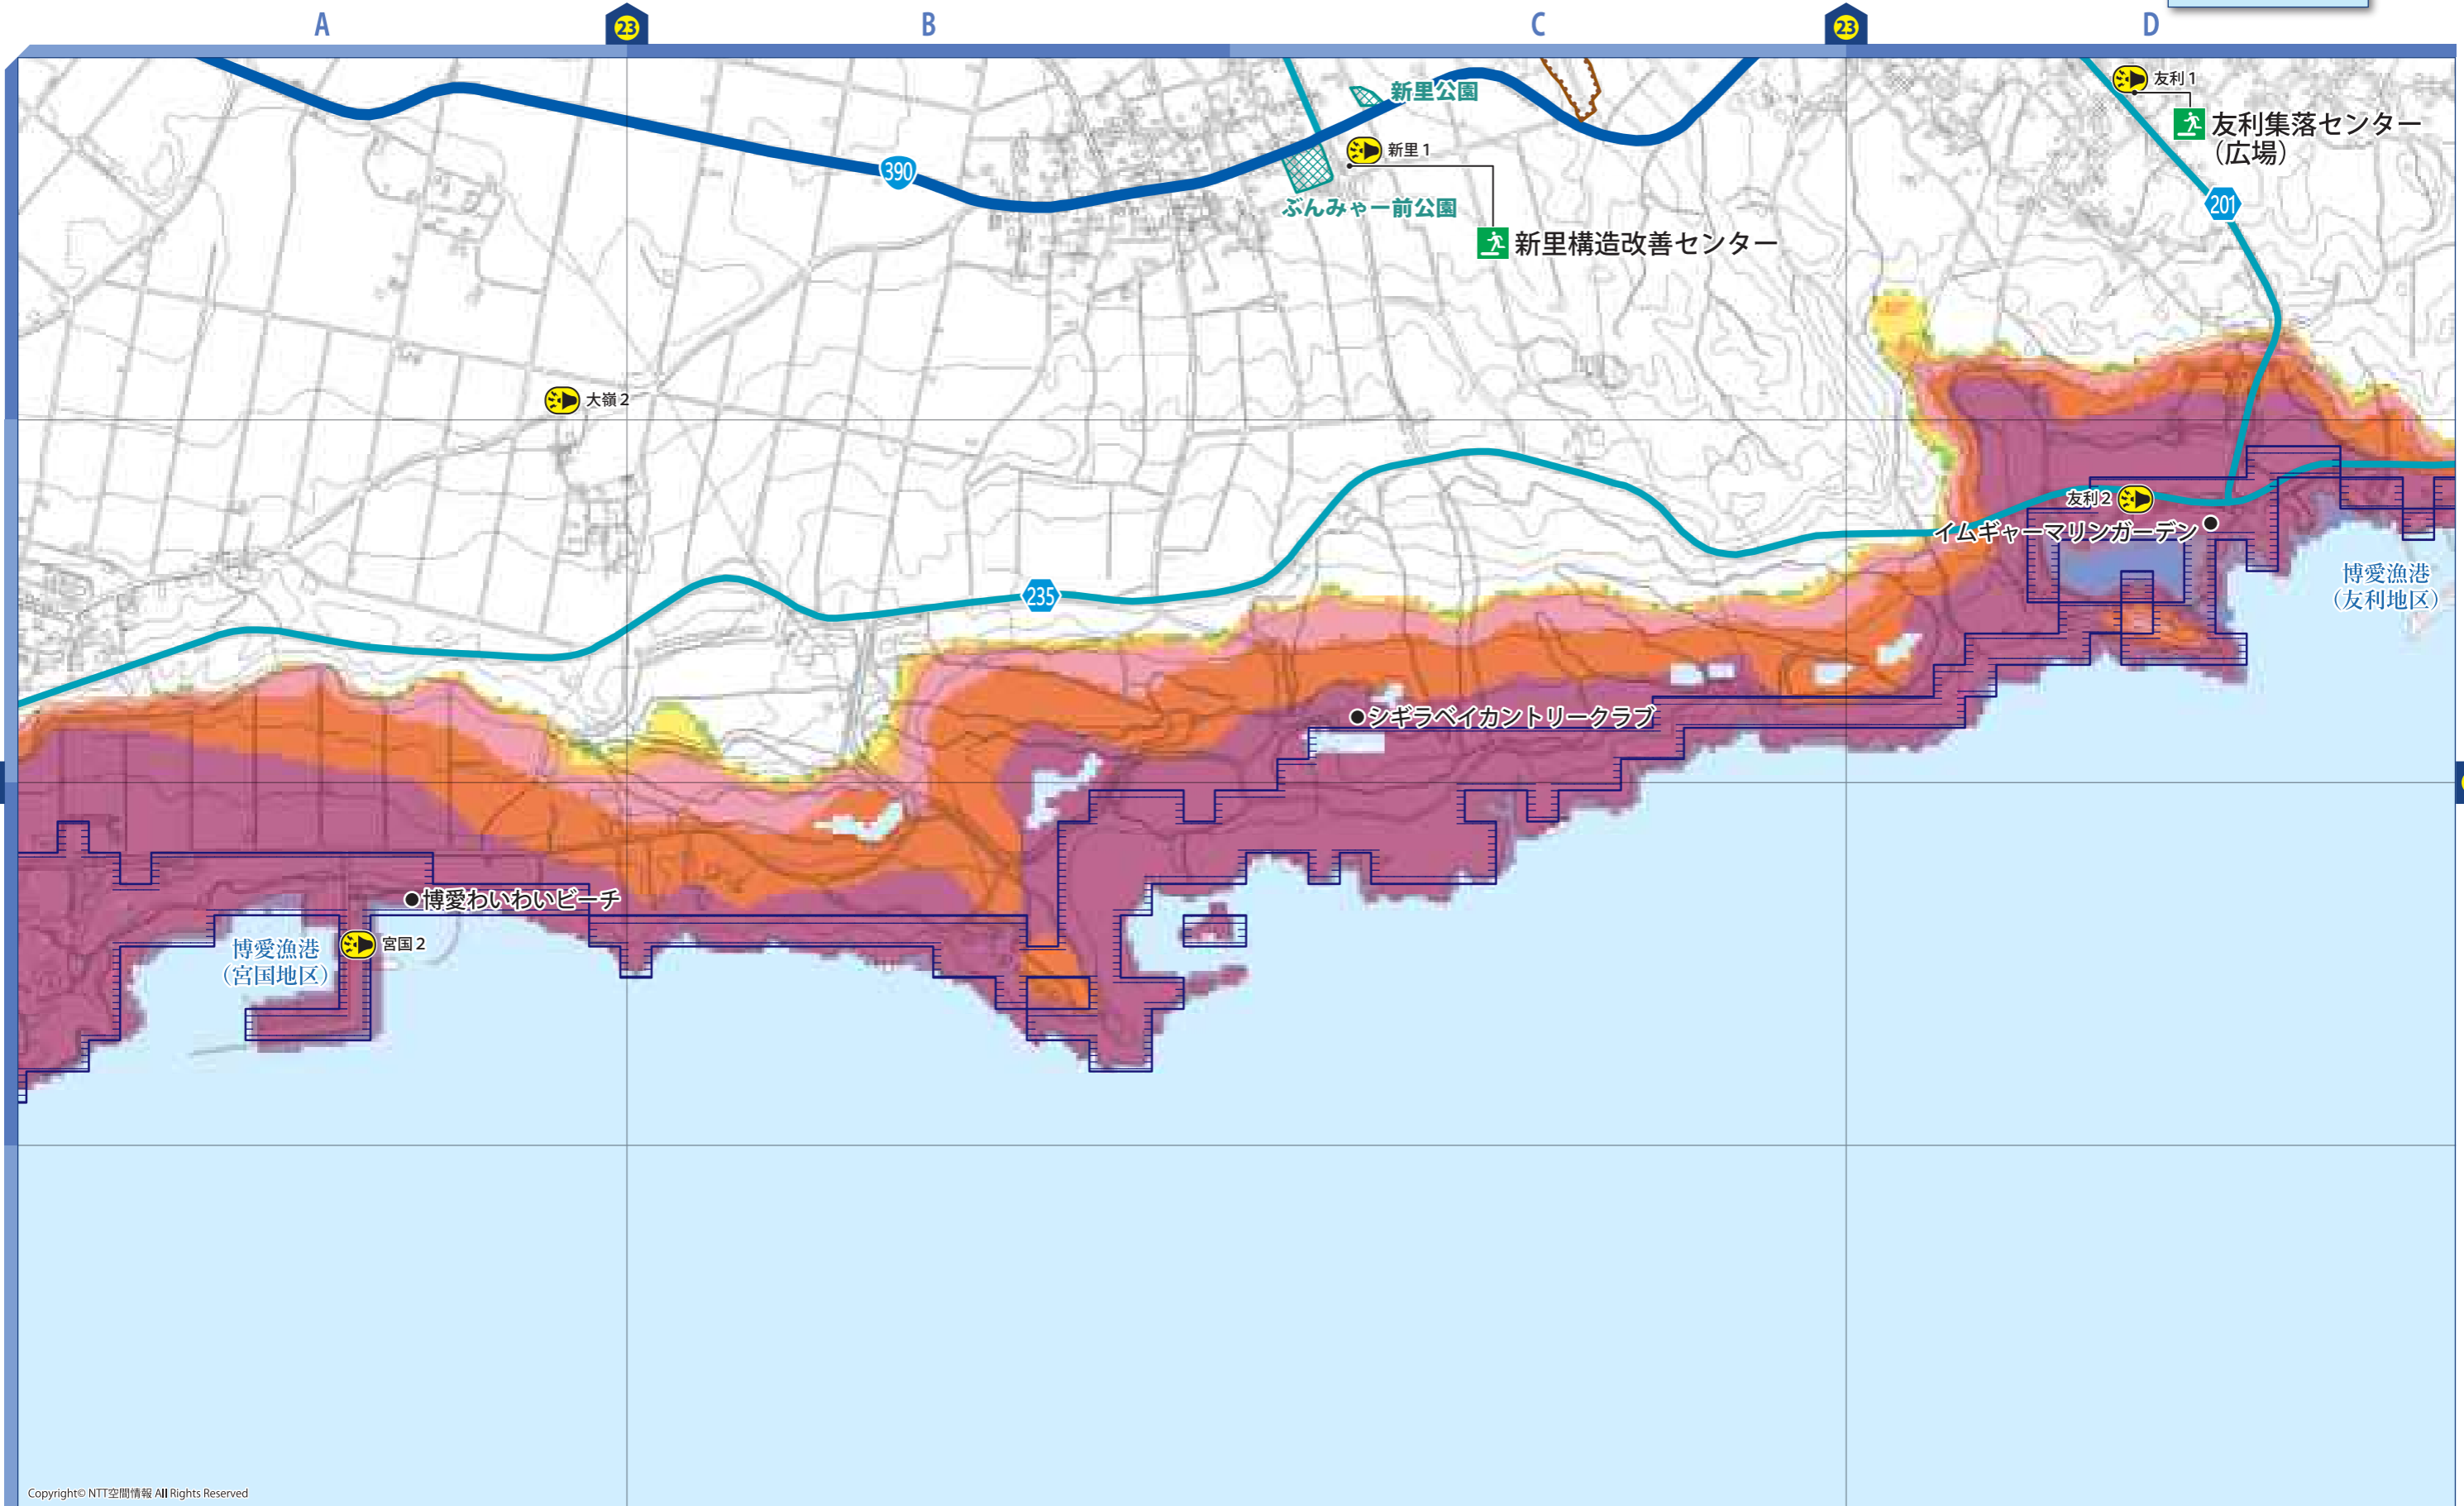 A
23
B
C
23
D
友利1
友利集落センター
（広場）
新里公園
新里1
390
ぶんみゃー前公園
201
新里構造改善センター
大嶺2
友利2
イムギャーマリンガーデン
博愛漁港
（友利地区）
235
シギラベイカントリークラブ
博愛わいわいビーチ
宮国2
博愛漁港
（宮国地区）
Copyright© NTT空間情報 All Rights Reserved